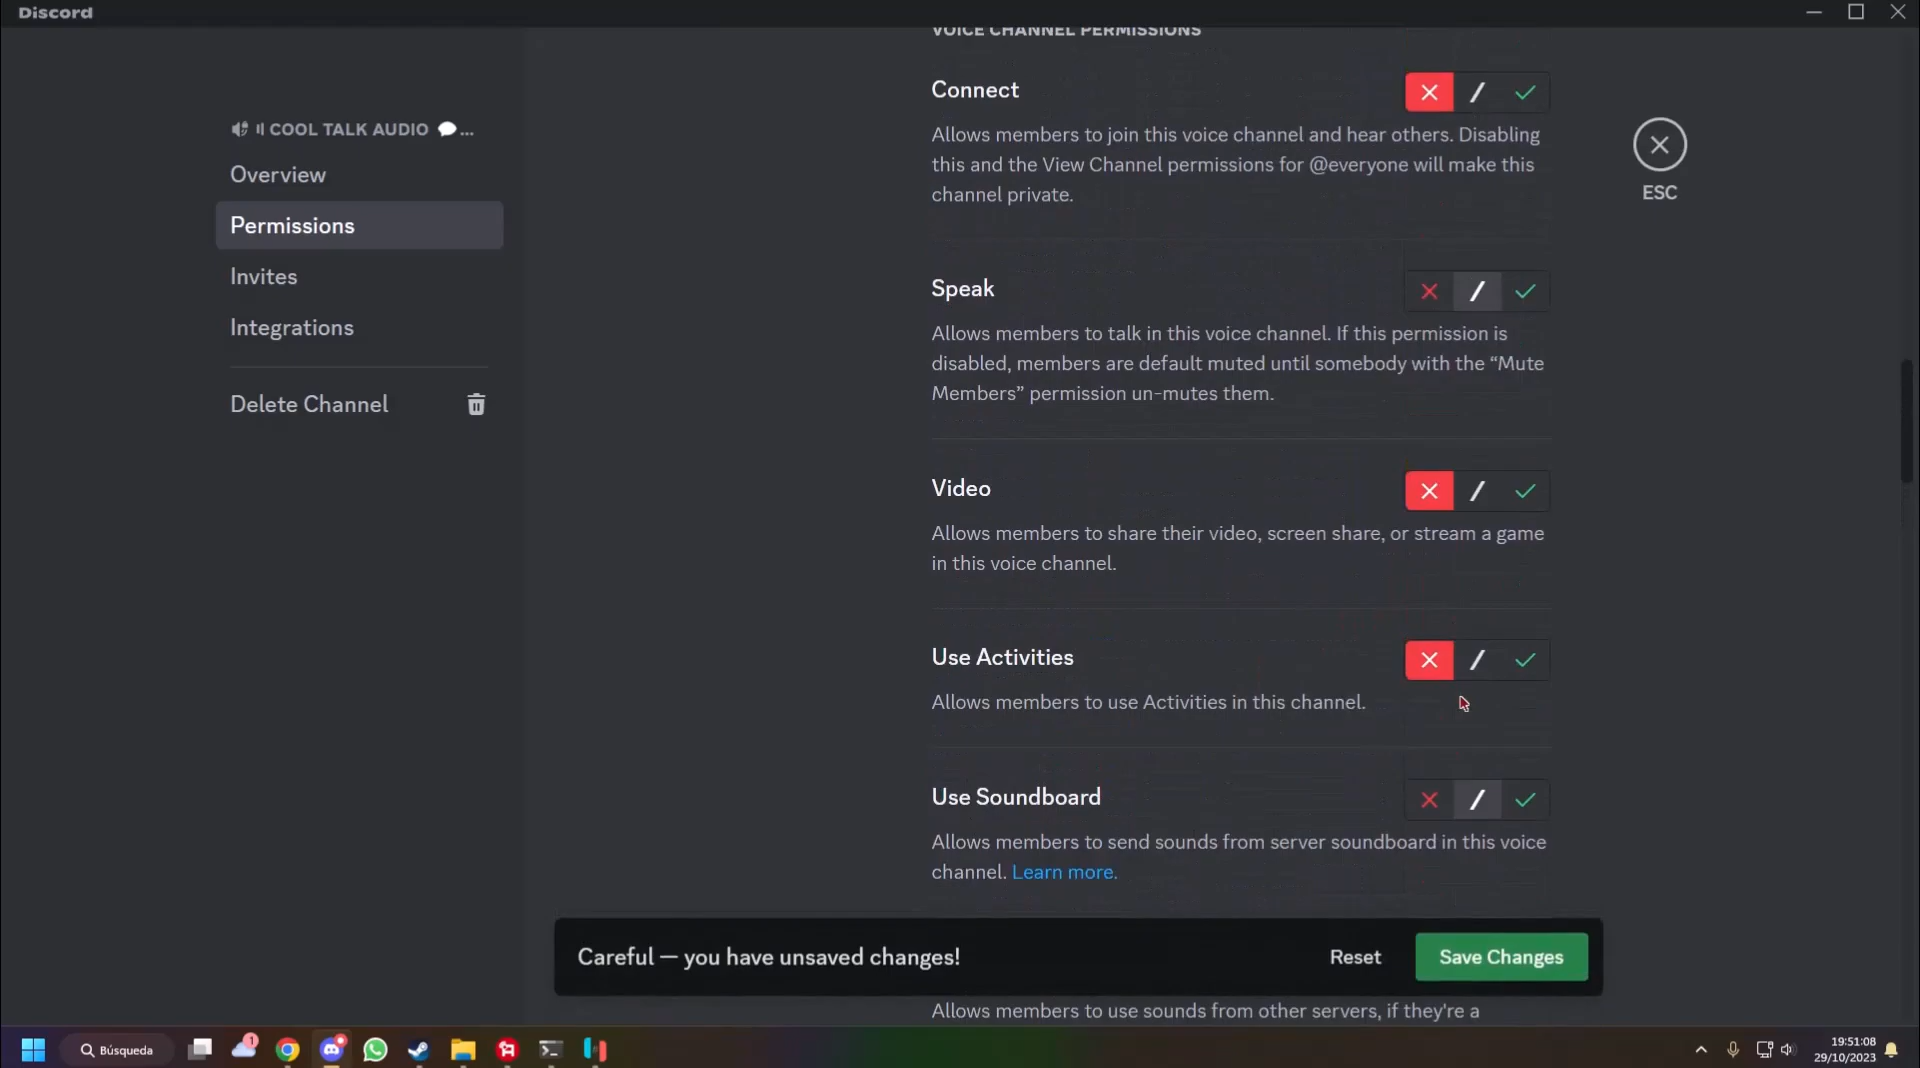 Discord
VOICE CHANNEL PERMISSIONS
COOL TALK AUDIO 💬...
Overview
Permissions
Invites
Integrations
Delete Channel
Connect
Allows members to join this voice channel and hear others. Disabling
this and the View Channel permissions for @everyone will make this
channel private.
ESC
Speak
Allows members to talk in this voice channel. If this permission is
disabled, members are default muted until somebody with the “Mute
Members” permission un-mutes them.
Video
Allows members to share their video, screen share, or stream a game
in this voice channel.
Use Activities
Allows members to use Activities in this channel.
Use Soundboard
Allows members to send sounds from server soundboard in this voice
channel. Learn more.
Careful — you have unsaved changes!
Reset
Save Changes
Allows members to use sounds from other servers, if they're a
Búsqueda
1
19:51:08
29/10/2023